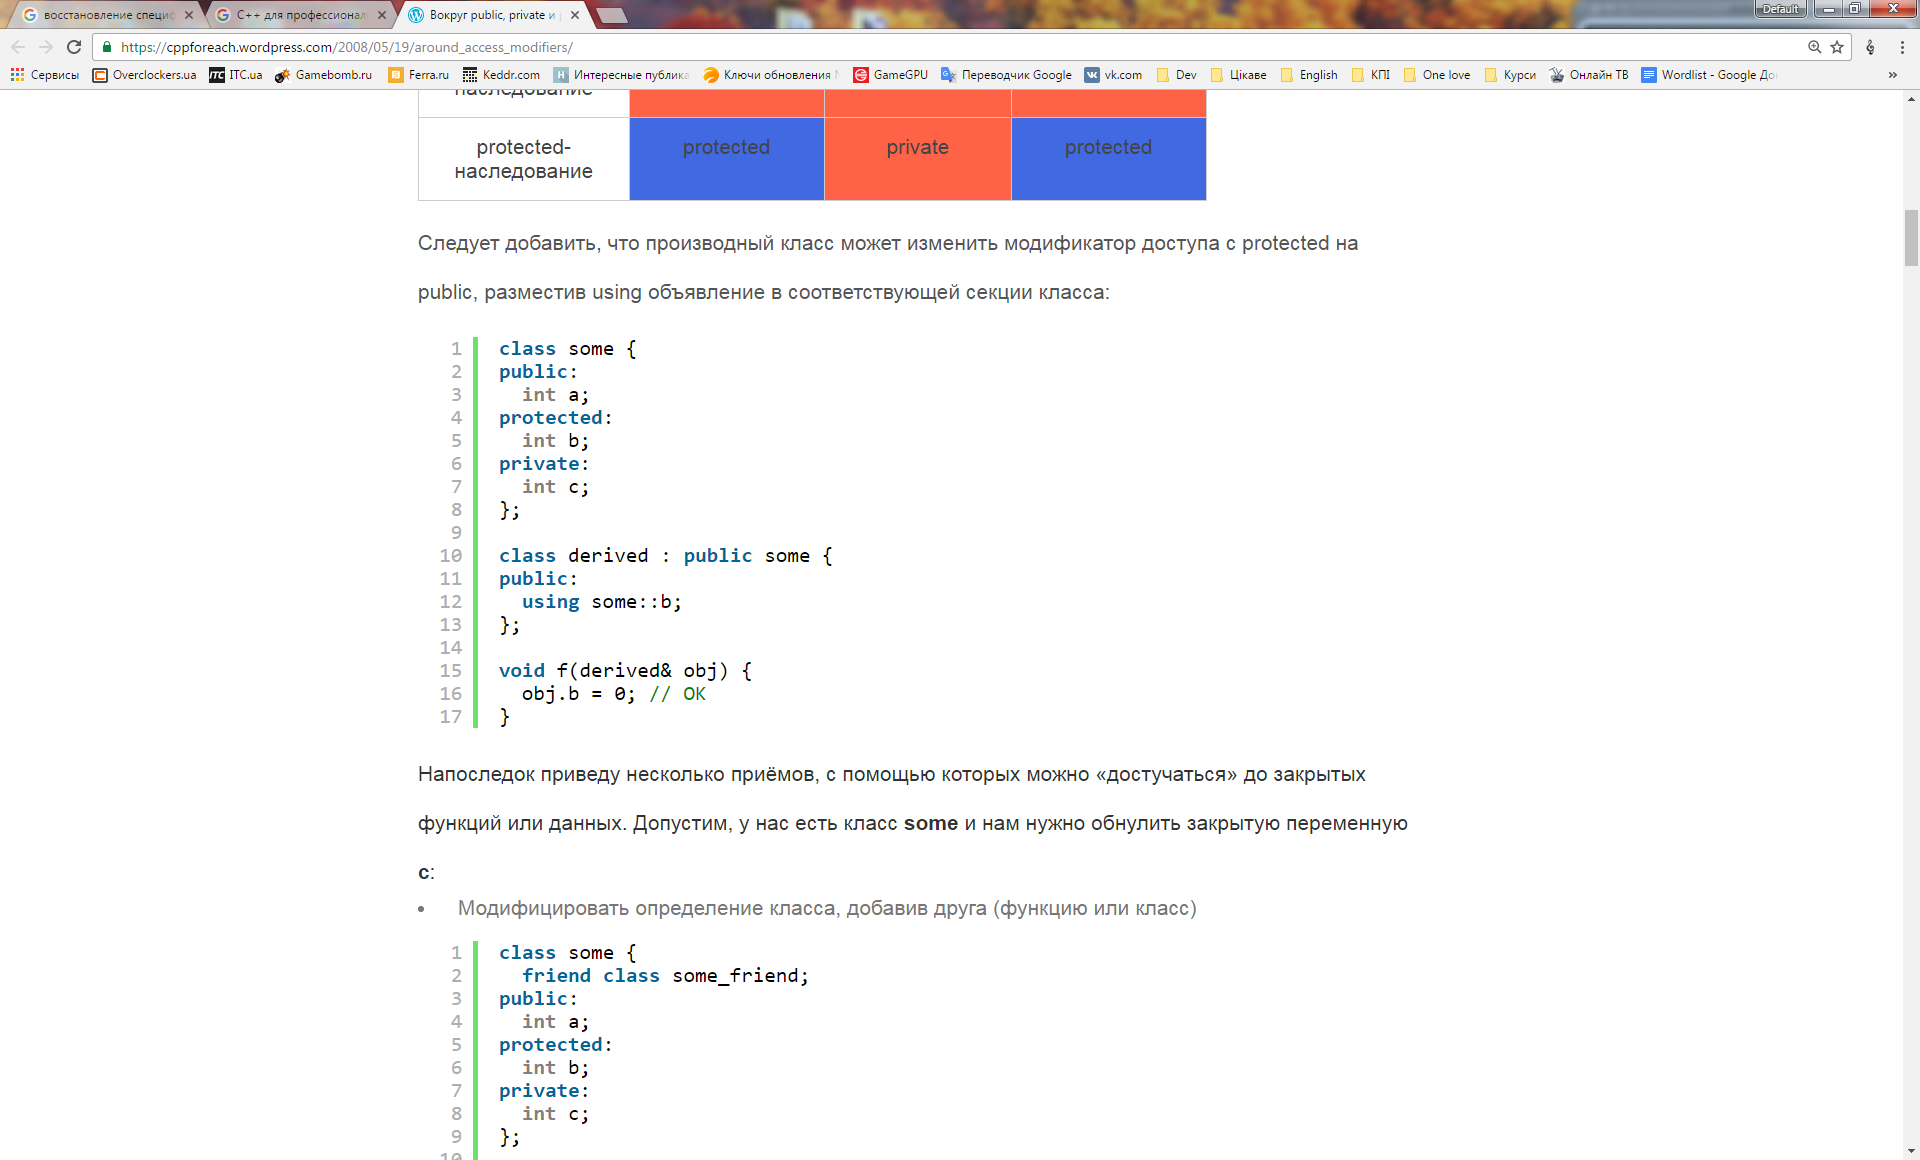 восстановление специф
C++ для профессионал
Вокруг public, private и
Default
https://cppforeach.wordpress.com/2008/05/19/around_access_modifiers/
Сервисы Overclockers.ua ITC.ua Gamebomb.ru Ferra.ru Keddr.com Интересные публика Ключи обновления GameGPU Переводчик Google vk.com Dev Цікаве English КПІ One love Курси Онлайн ТВ Wordlist - Google До
наследование
protected-
наследование
protected
private
protected
Следует добавить, что производный класс может изменить модификатор доступа с protected на
public, разместив using объявление в соответствующей секции класса:
1 class some {
2 public:
3 int a;
4 protected:
5 int b;
6 private:
7 int c;
8 };
9
10 class derived : public some {
11 public:
12 using some::b;
13 };
14
15 void f(derived& obj) {
16 obj.b = 0; // OK
17 }
Напоследок приведу несколько приёмов, с помощью которых можно «достучаться» до закрытых
функций или данных. Допустим, у нас есть класс some и нам нужно обнулить закрытую переменную
c:
• Модифицировать определение класса, добавив друга (функцию или класс)
1 class some {
2 friend class some_friend;
3 public:
4 int a;
5 protected:
6 int b;
7 private:
8 int c;
9 };
10